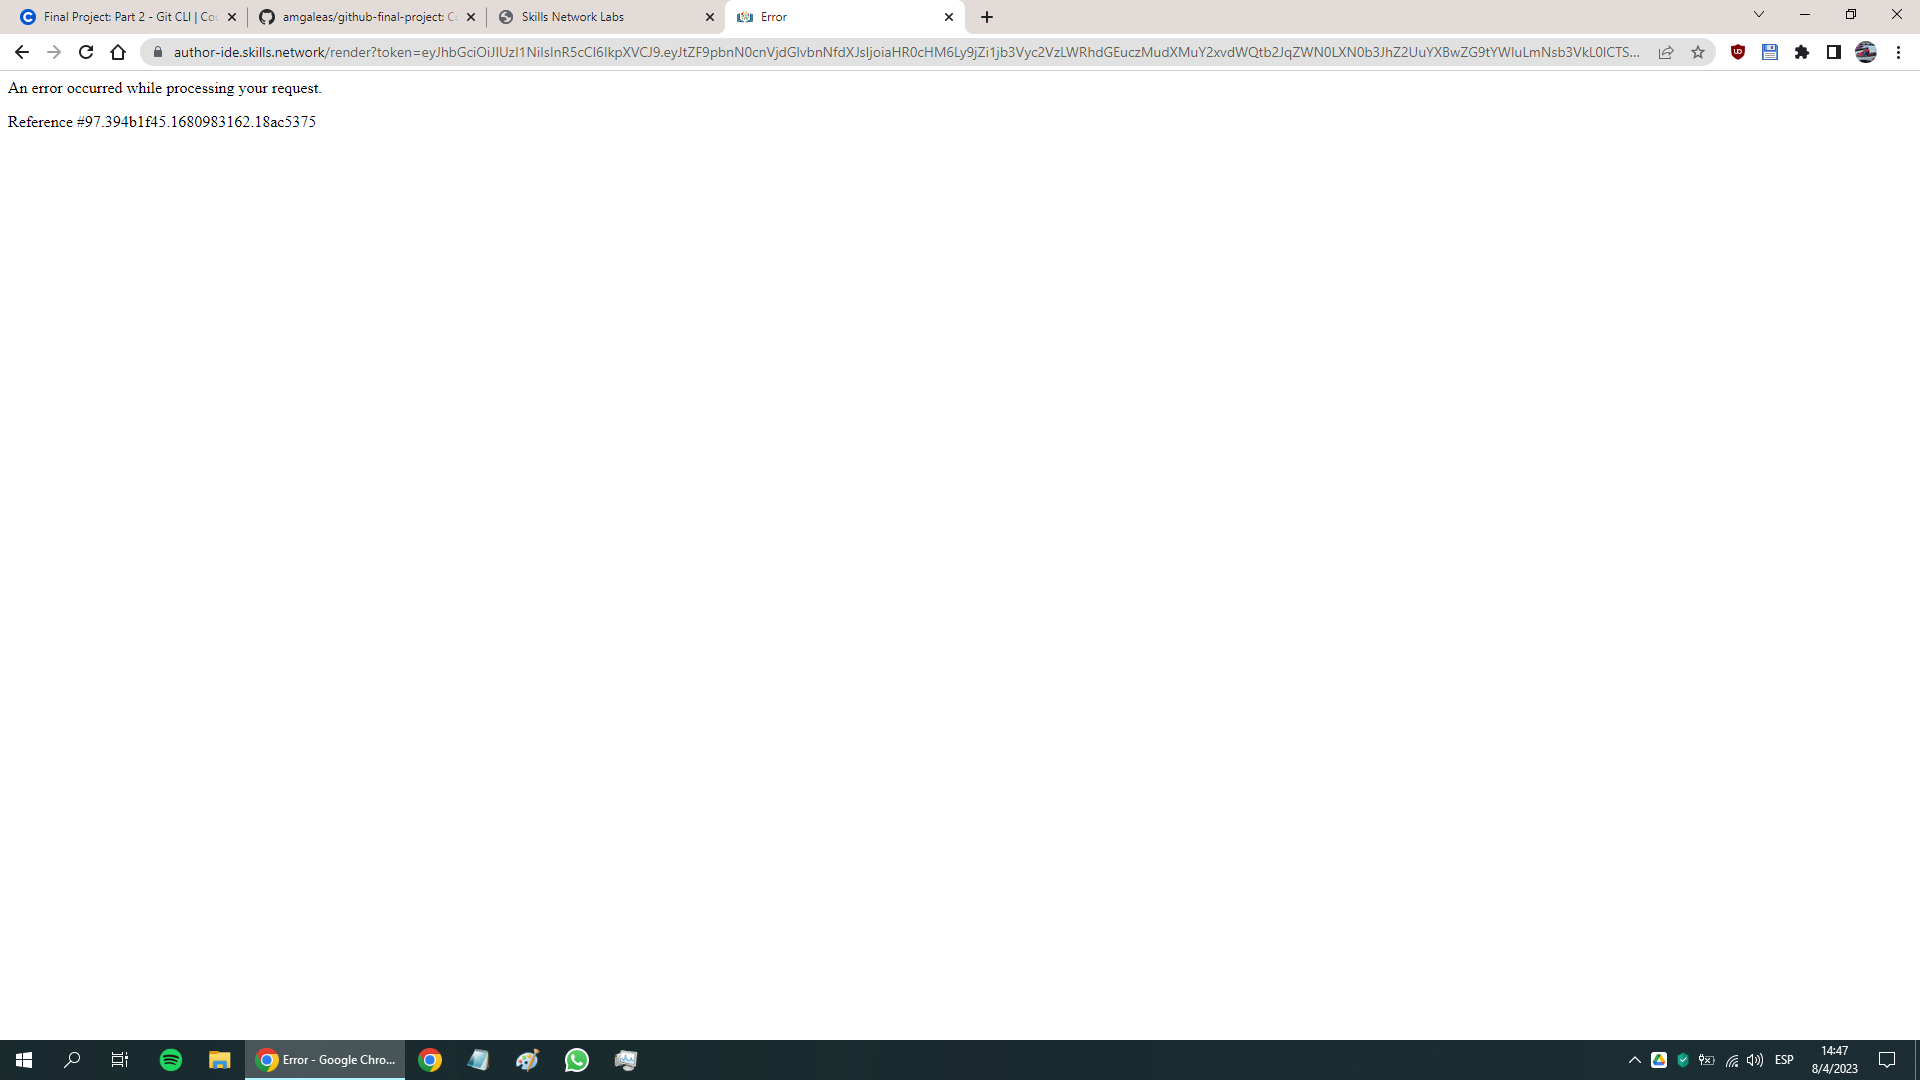 Final Project: Part 2 - Git CLI | Cou
amgaleas/github-final-project: Co
Skills Network Labs
Error
author-ide.skills.network/render?token=eyJhbGciOiJIUzI1NiIsInR5cCI6IkpXVCJ9.eyJtZF9pbnN0cnVjdGlvbnNfdXJsIjoiaHR0cHM6Ly9jZi1jb3Vyc2VzLWRhdGEuczMudXMuY2xvdWQtb2JqZWN0LXN0b3JhZ2UuYXBwZG9tYWluLmNsb3VkL0lCTS...
An error occurred while processing your request.
Reference #97.394b1f45.1680983162.18ac5375
Error - Google Chro...
ESP
14:47
8/4/2023